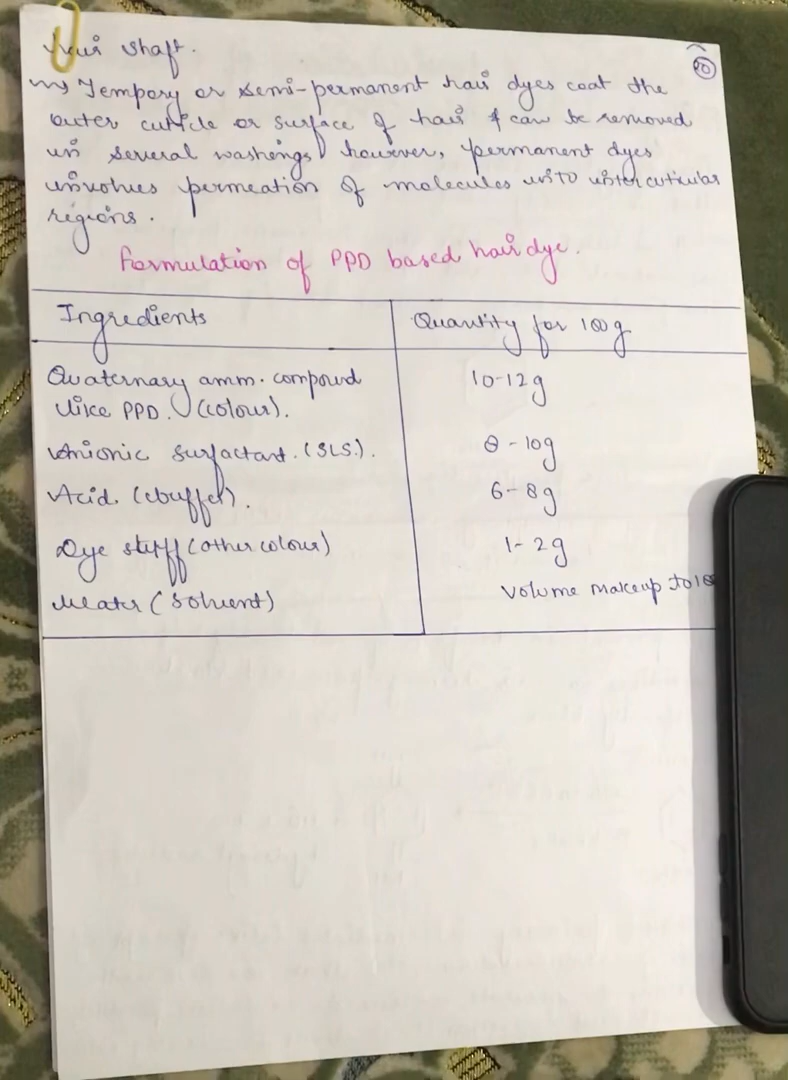 hair shaft.
20
Tempory or semi-permanent hair dyes coat the
outer cuticle or surface of hair & can be removed
in several washings however, permanent dyes
involves permeation of molecules into intercuticular
regions.
Formulation of PPD based hair dye.
Ingredients
Quantity for 100g
Quaternary amm. compound
like PPD. (colour).
10-12g
Anionic surfactant. (SLS).
8-10g
Acid (buffer).
6-8g
Dye stuff (other colour)
1-2g
Water (solvent)
Volume makeup to